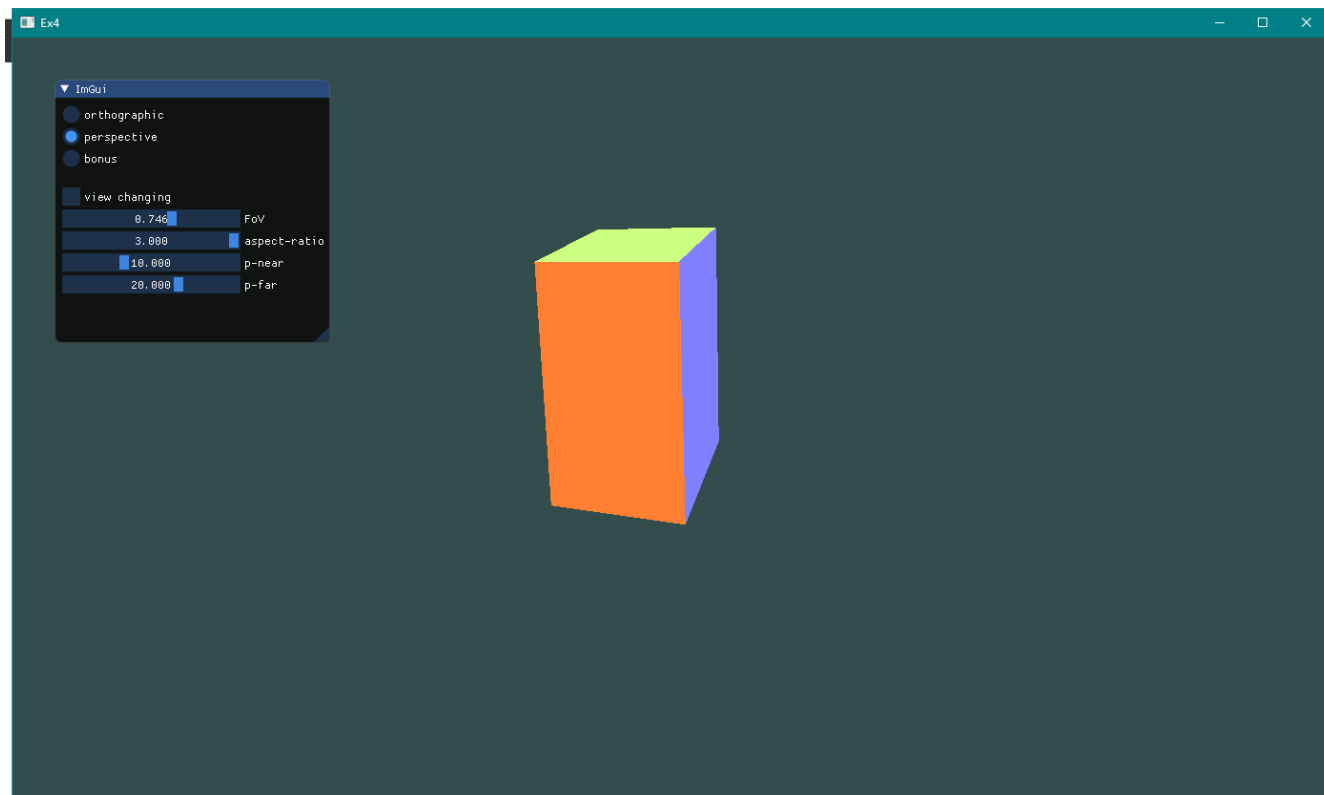 Ex4
ImGui
orthographic
perspective
bonus
view changing
0.746 FoV
3.000 aspect-ratio
10.000 p-near
20.000 p-far